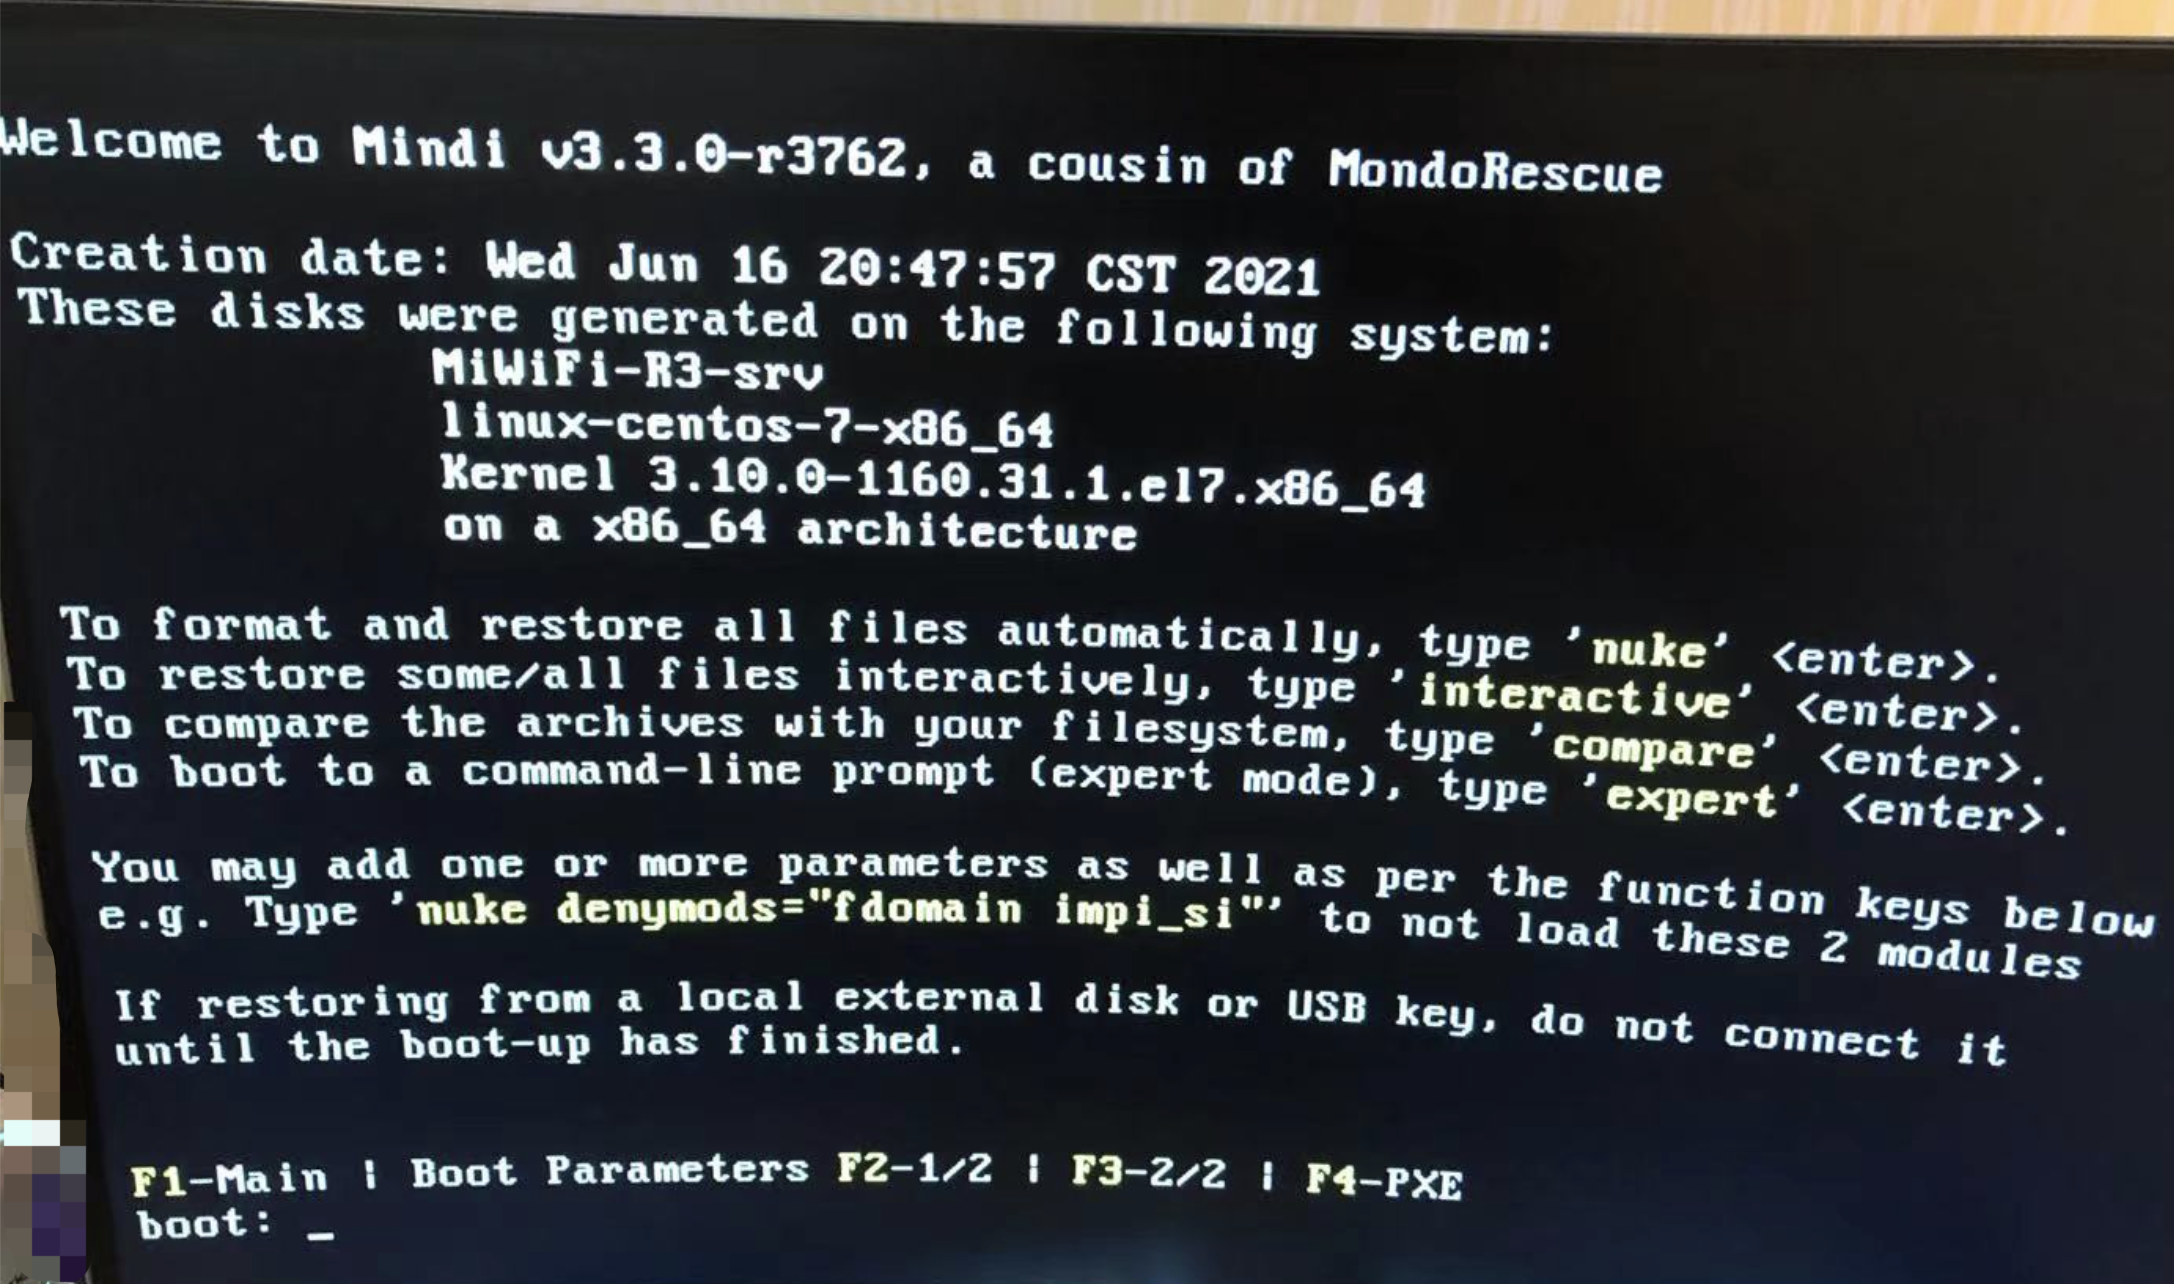 Welcome to Mindi v3.3.0-r3762, a cousin of MondoRescue
Creation date: Wed Jun 16 20:47:57 CST 2021
These disks were generated on the following system:
MiWiFi-R3-srv
linux-centos-7-x86_64
Kernel 3.10.0-1160.31.1.el7.x86_64
on a x86_64 architecture
To format and restore all files automatically, type 'nuke' <enter>.
To restore some/all files interactively, type 'interactive' <enter>.
To compare the archives with your filesystem, type 'compare' <enter>.
To boot to a command-line prompt (expert mode), type 'expert' <enter>.
You may add one or more parameters as well as per the function keys below
e.g. Type 'nuke denymods="fdomain impi_si"' to not load these 2 modules
If restoring from a local external disk or USB key, do not connect it
until the boot-up has finished.
F1-Main | Boot Parameters F2-1/2 | F3-2/2 | F4-PXE
boot: _